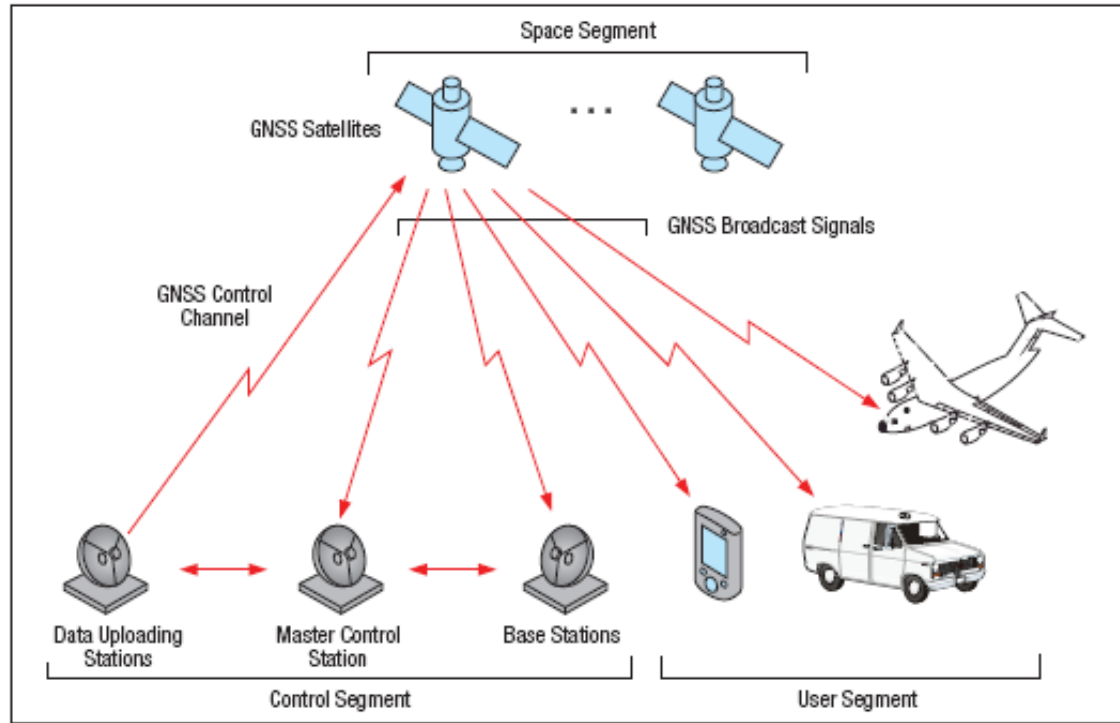 Space Segment
GNSS Satellites
GNSS Broadcast Signals
GNSS Control
Channel
Data Uploading
Stations
Master Control
Station
Base Stations
Control Segment
User Segment